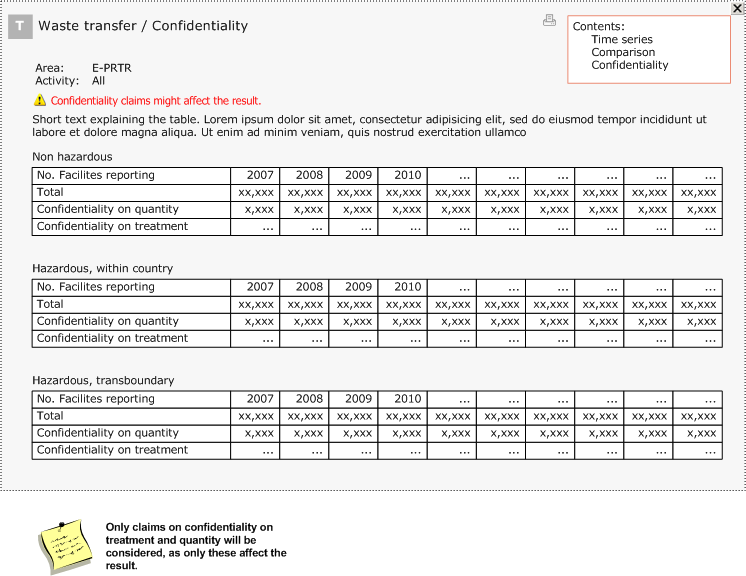 T Waste transfer / Confidentiality
Contents:
Time series
Comparison
Confidentiality
Area: E-PRTR
Activity: All
Confidentiality claims might affect the result.
Short text explaining the table. Lorem ipsum dolor sit amet, consectetur adipisicing elit, sed do eiusmod tempor incididunt ut
labore et dolore magna aliqua. Ut enim ad minim veniam, quis nostrud exercitation ullamco
Non hazardous
No. Facilites reporting 2007 2008 2009 2010 ... ... ... ... ... ...
Total xx,xxx xx,xxx xx,xxx xx,xxx xx,xxx xx,xxx xx,xxx xx,xxx xx,xxx xx,xxx
Confidentiality on quantity x,xxx x,xxx x,xxx x,xxx x,xxx x,xxx x,xxx x,xxx x,xxx x,xxx
Confidentiality on treatment ... ... ... ... ... ... ... ... ... ...
Hazardous, within country
No. Facilites reporting 2007 2008 2009 2010 ... ... ... ... ... ...
Total xx,xxx xx,xxx xx,xxx xx,xxx xx,xxx xx,xxx xx,xxx xx,xxx xx,xxx xx,xxx
Confidentiality on quantity x,xxx x,xxx x,xxx x,xxx x,xxx x,xxx x,xxx x,xxx x,xxx x,xxx
Confidentiality on treatment ... ... ... ... ... ... ... ... ... ...
Hazardous, transboundary
No. Facilites reporting 2007 2008 2009 2010 ... ... ... ... ... ...
Total xx,xxx xx,xxx xx,xxx xx,xxx xx,xxx xx,xxx xx,xxx xx,xxx xx,xxx xx,xxx
Confidentiality on quantity x,xxx x,xxx x,xxx x,xxx x,xxx x,xxx x,xxx x,xxx x,xxx x,xxx
Confidentiality on treatment ... ... ... ... ... ... ... ... ... ...
Only claims on confidentiality on
treatment and quantity will be
considered, as only these affect the
result.